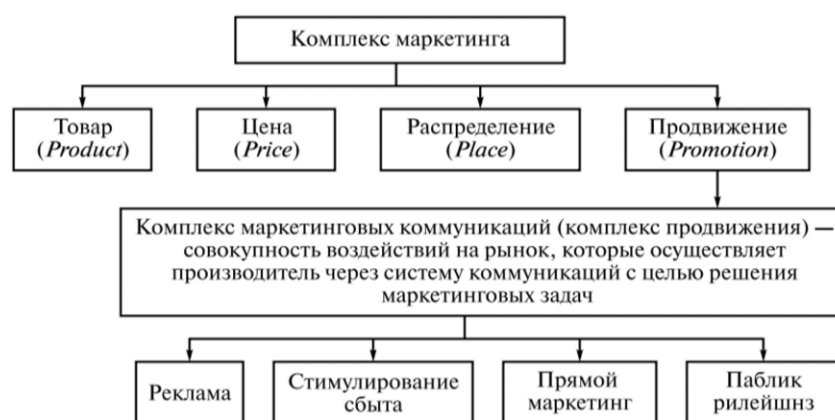 Комплекс маркетинга
Товар
(Product)
Цена
(Price)
Распределение
(Place)
Продвижение
(Promotion)
Комплекс маркетинговых коммуникаций (комплекс продвижения) —
совокупность воздействий на рынок, которые осуществляет
производитель через систему коммуникаций с целью решения
маркетинговых задач
Реклама
Стимулирование
сбыта
Прямой
маркетинг
Паблик
рилейшнз